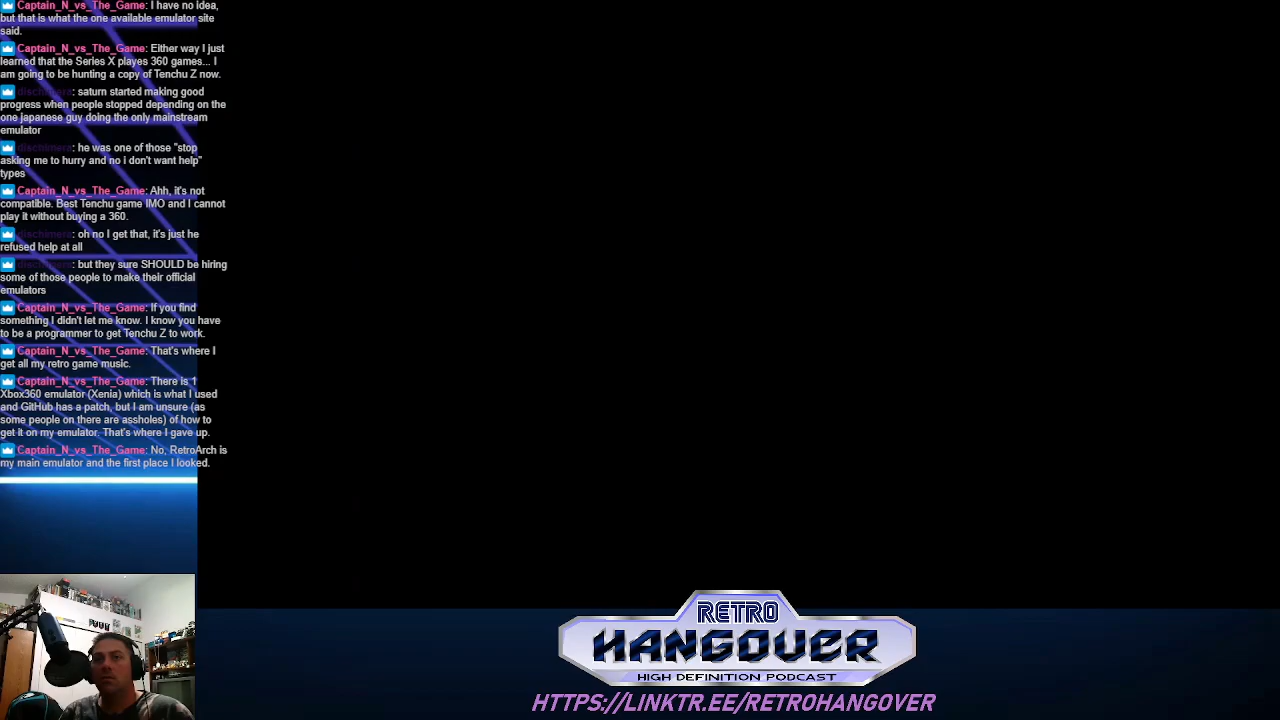 Captain_N_vs_The_Game: I have no idea,
but that is what the one available emulator site
said.
Captain_N_vs_The_Game: Either way I just
learned that the Series X playes 360 games... I
am going to be hunting a copy of Tenchu Z now.
dischimera: saturn started making good
progress when people stopped depending on the
one japanese guy doing the only mainstream
emulator
dischimera: he was one of those "stop
asking me to hurry and no i don't want help"
types
Captain_N_vs_The_Game: Ahh, it's not
compatible. Best Tenchu game IMO and I cannot
play it without buying a 360.
dischimera: oh no I get that, it's just he
refused help at all
dischimera: but they sure SHOULD be hiring
some of those people to make their official
emulators
Captain_N_vs_The_Game: If you find
something I didn't let me know. I know you have
to be a programmer to get Tenchu Z to work.
Captain_N_vs_The_Game: That's where I
get all my retro game music.
Captain_N_vs_The_Game: There is 1
Xbox360 emulator (Xenia) which is what I used
and GitHub has a patch, but I am unsure (as
some people on there are assholes) of how to
get it on my emulator. That's where I gave up.
Captain_N_vs_The_Game: No, RetroArch is
my main emulator and the first place I looked.
RETRO
HANGOVER
HIGH DEFINITION PODCAST
HTTPS://LINKTR.EE/RETROHANGOVER